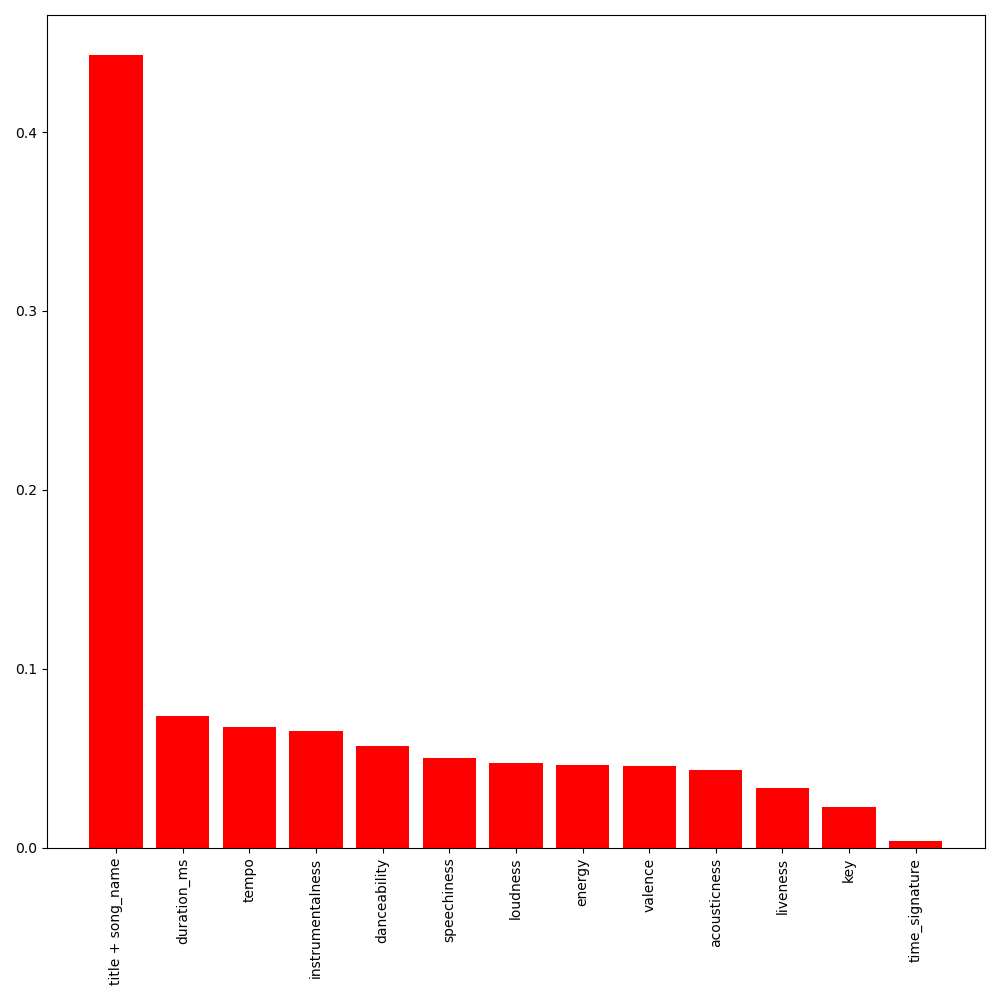 0.4
0.3
0.2
0.1
0.0
title + song_name
duration_ms
tempo
instrumentalness
danceability
speechiness
loudness
energy
valence
acousticness
liveness
key
time_signature